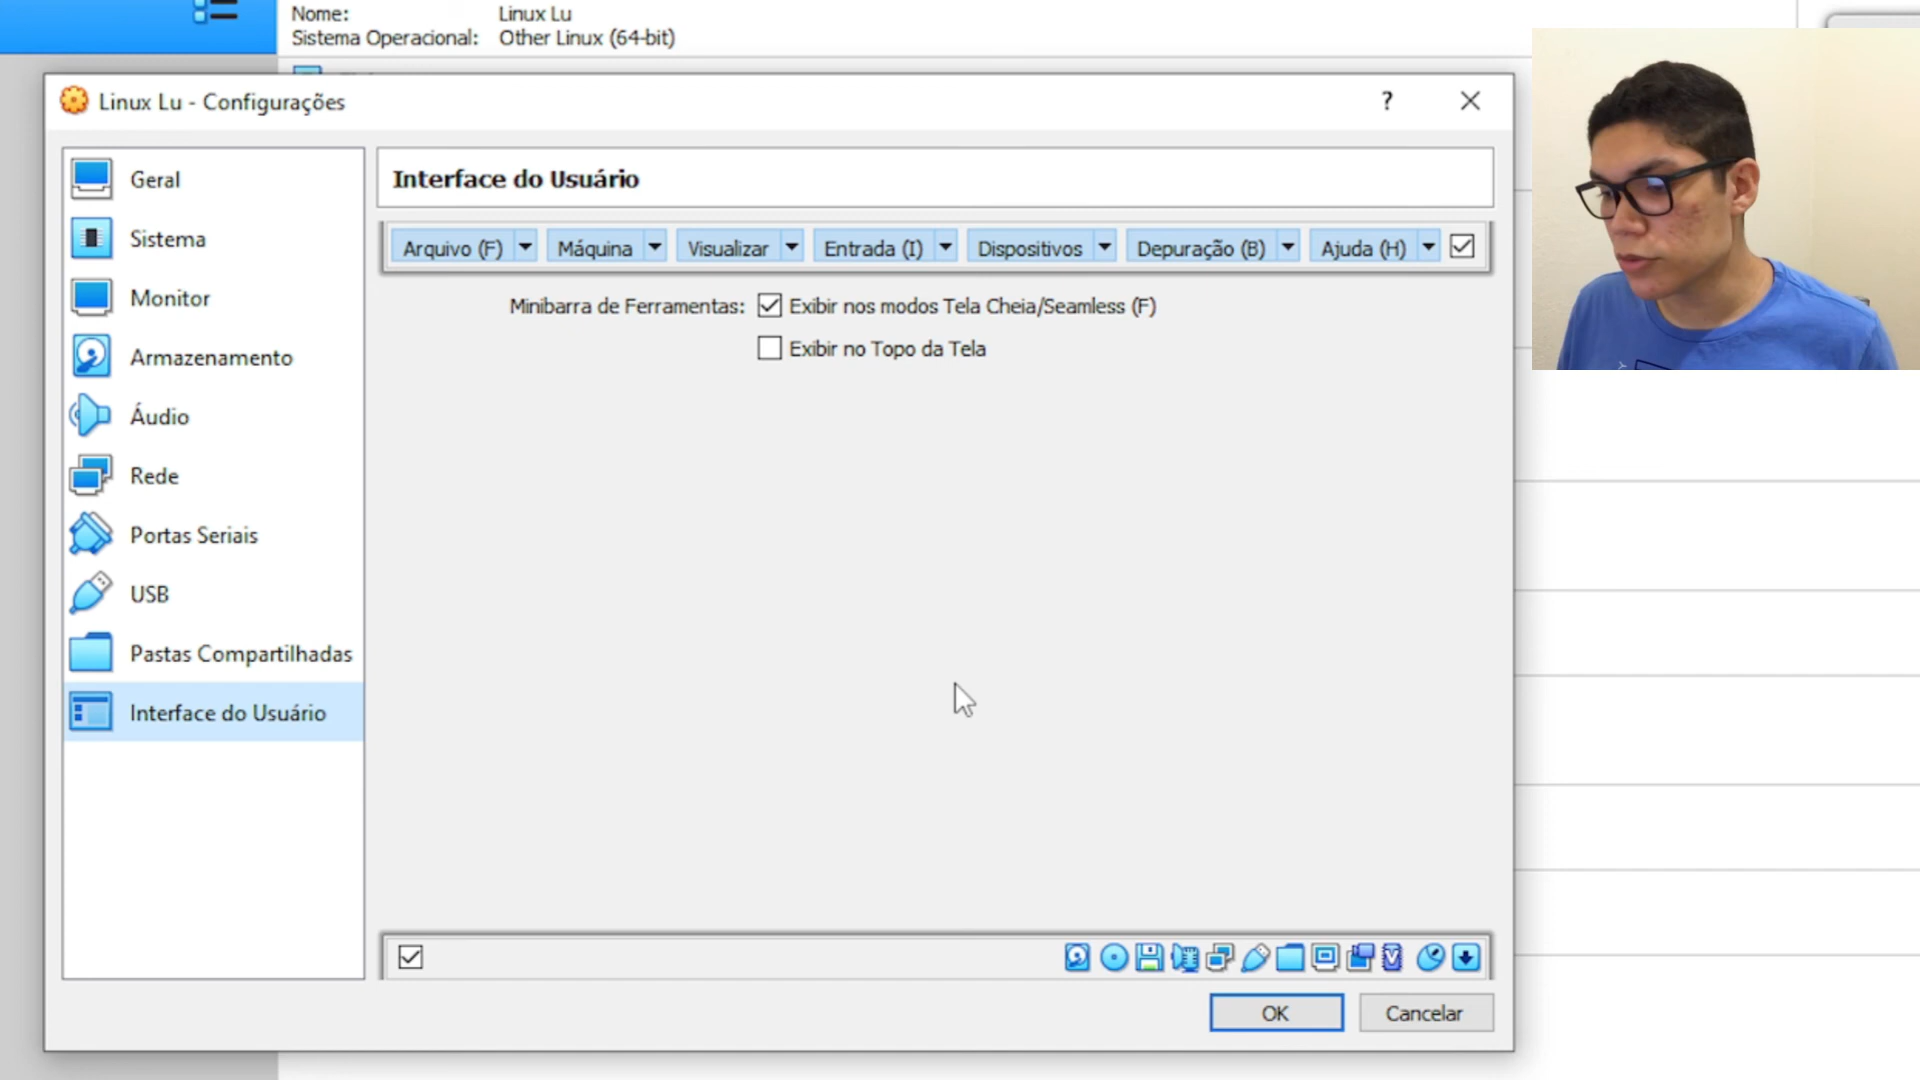 Nome: Linux Lu
Sistema Operacional: Other Linux (64-bit)
Linux Lu - Configurações
?
Geral
Sistema
Monitor
Armazenamento
Áudio
Rede
Portas Seriais
USB
Pastas Compartilhadas
Interface do Usuário
Interface do Usuário
Arquivo (F) Máquina Visualizar Entrada (I) Dispositivos Depuração (B) Ajuda (H)
Minibarra de Ferramentas: Exibir nos modos Tela Cheia/Seamless (F)
Exibir no Topo da Tela
OK Cancelar